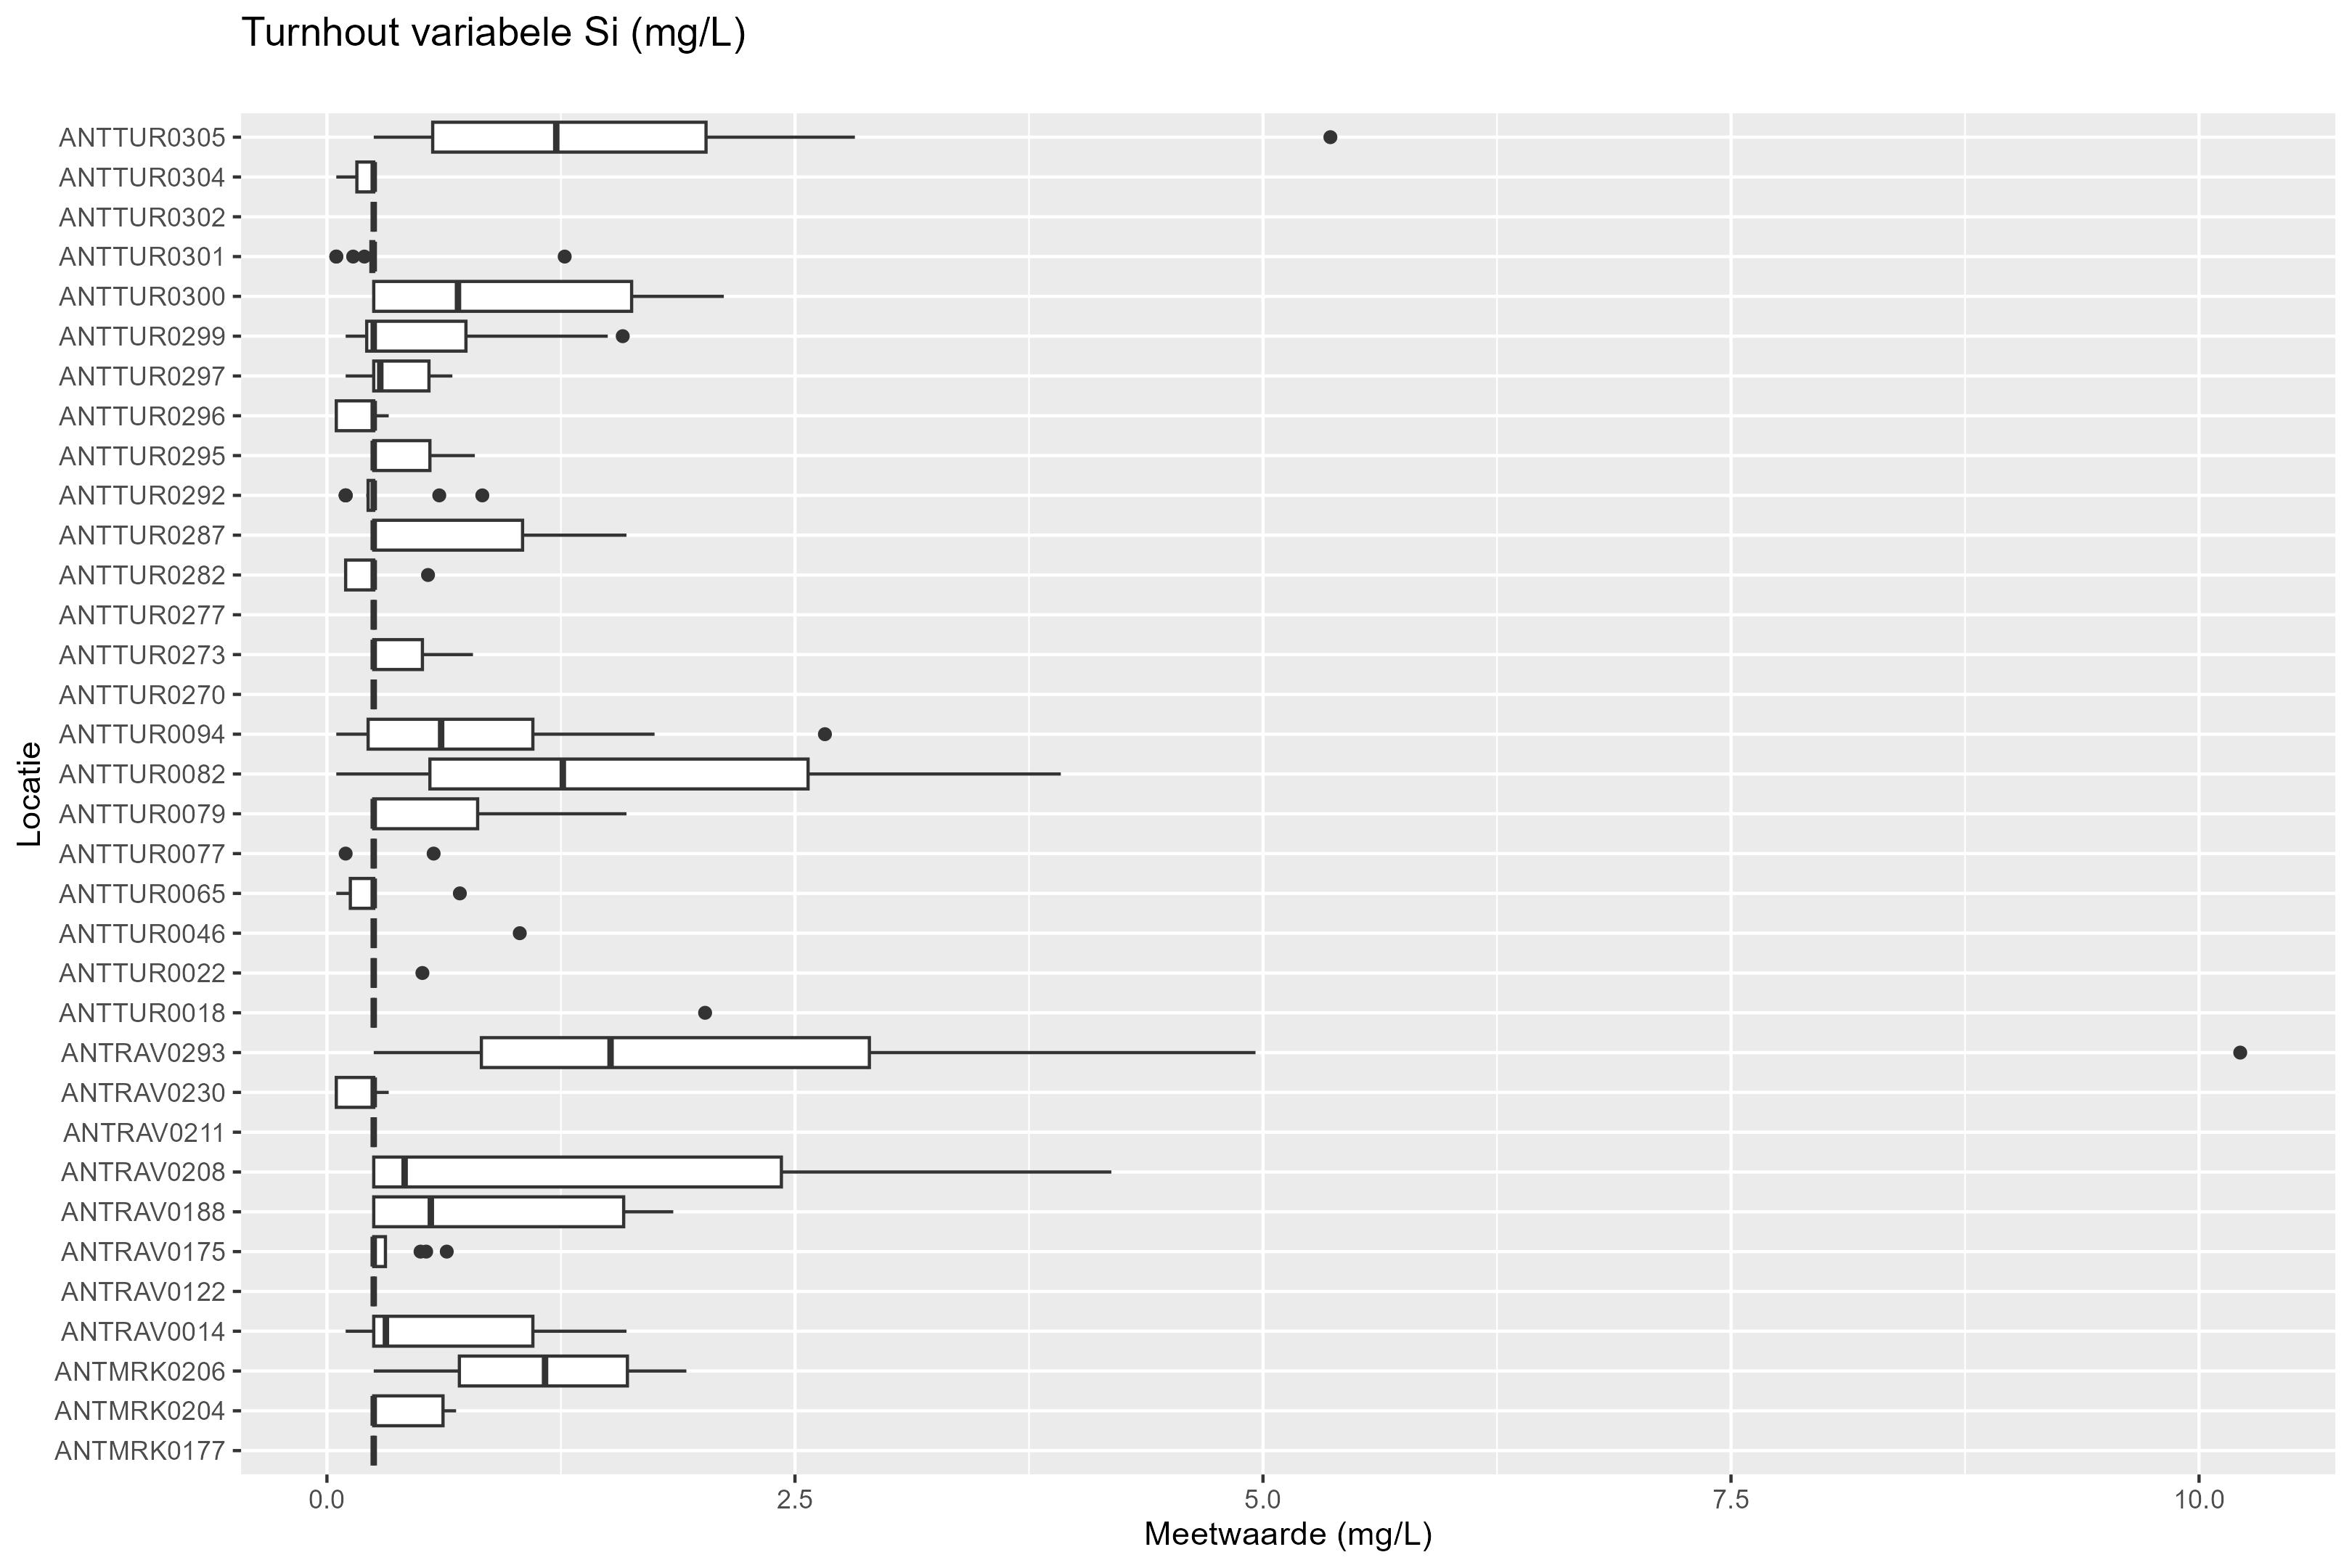 Turnhout variabele Si (mg/L)
ANTTUR0305
ANTTUR0304
ANTTUR0302
ANTTUR0301
ANTTUR0300
ANTTUR0299
ANTTUR0297
ANTTUR0296
ANTTUR0295
ANTTUR0292
ANTTUR0287
ANTTUR0282
ANTTUR0277
ANTTUR0273
ANTTUR0270
ANTTUR0094
ANTTUR0082
ANTTUR0079
ANTTUR0077
ANTTUR0065
ANTTUR0046
ANTTUR0022
ANTTUR0018
ANTRAV0293
ANTRAV0230
ANTRAV0211
ANTRAV0208
ANTRAV0188
ANTRAV0175
ANTRAV0122
ANTRAV0014
ANTMRK0206
ANTMRK0204
ANTMRK0177
Locatie
0.0 2.5 5.0 7.5 10.0
Meetwaarde (mg/L)